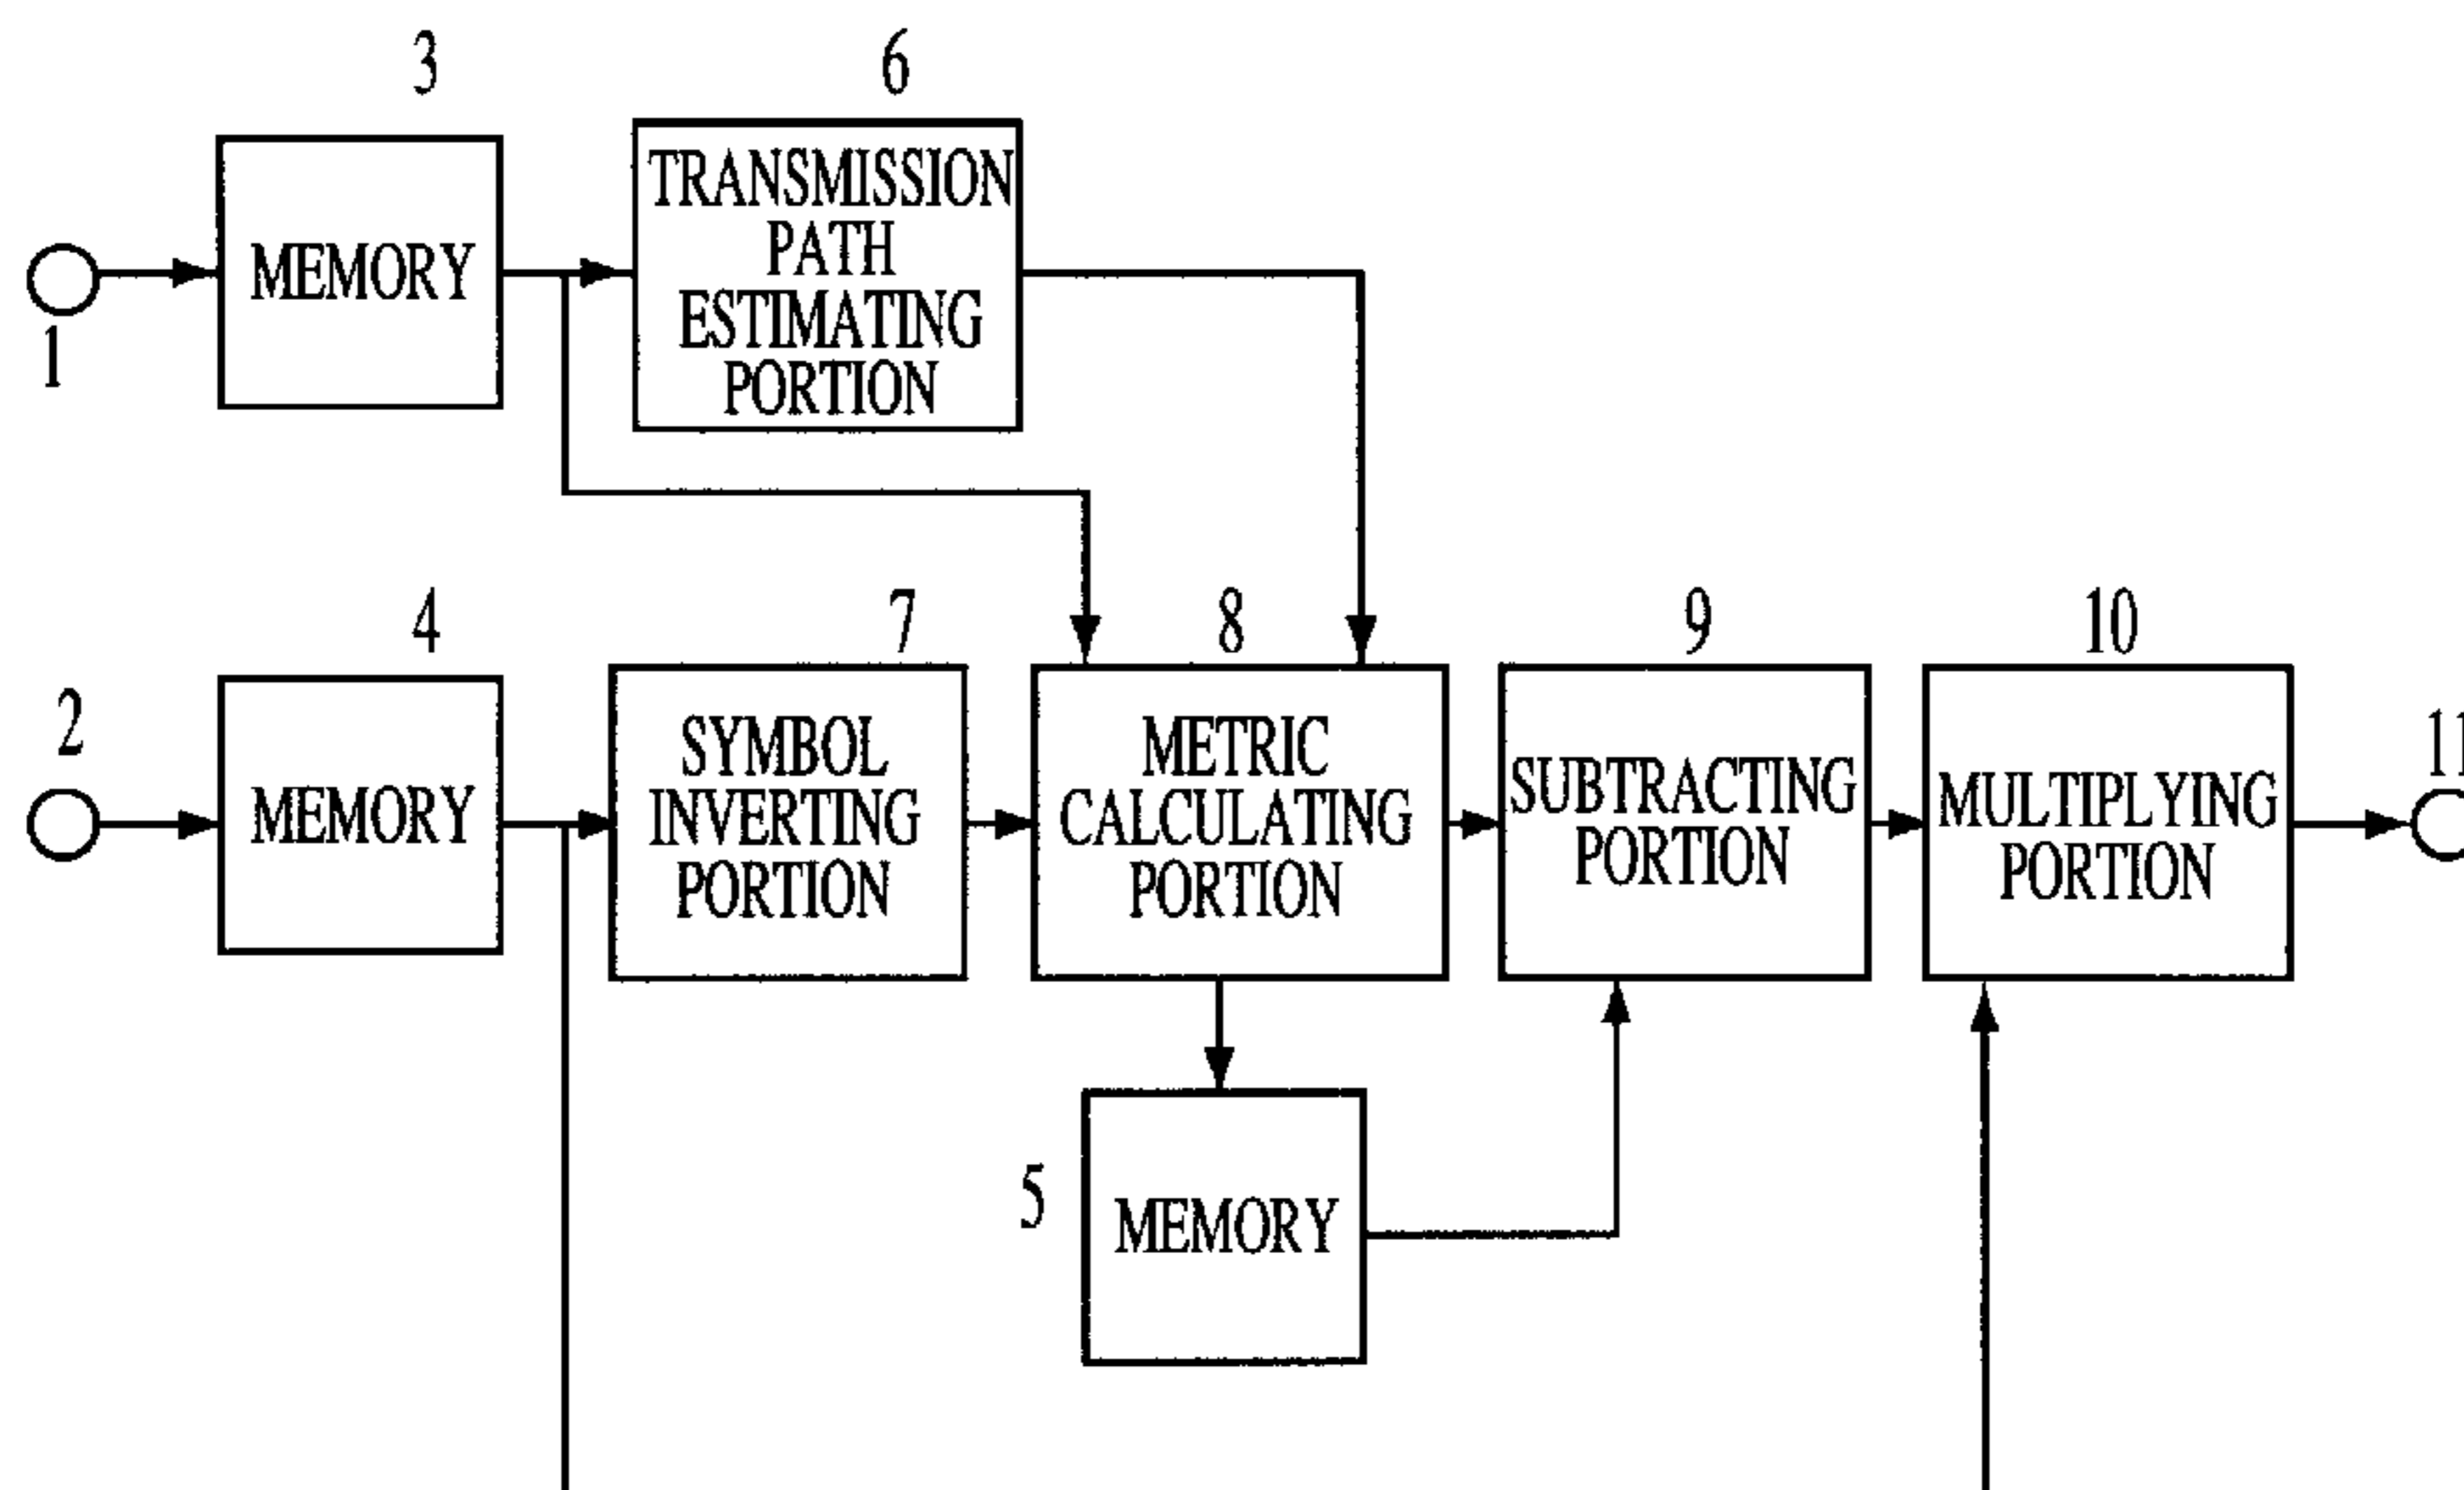 3
6
MEMORY
TRANSMISSION
PATH
ESTIMATING
PORTION
1
4
7
8
9
10
2
MEMORY
SYMBOL
INVERTING
PORTION
METRIC
CALCULATING
PORTION
SUBTRACTING
PORTION
MULTIPLYING
PORTION
11
5
MEMORY